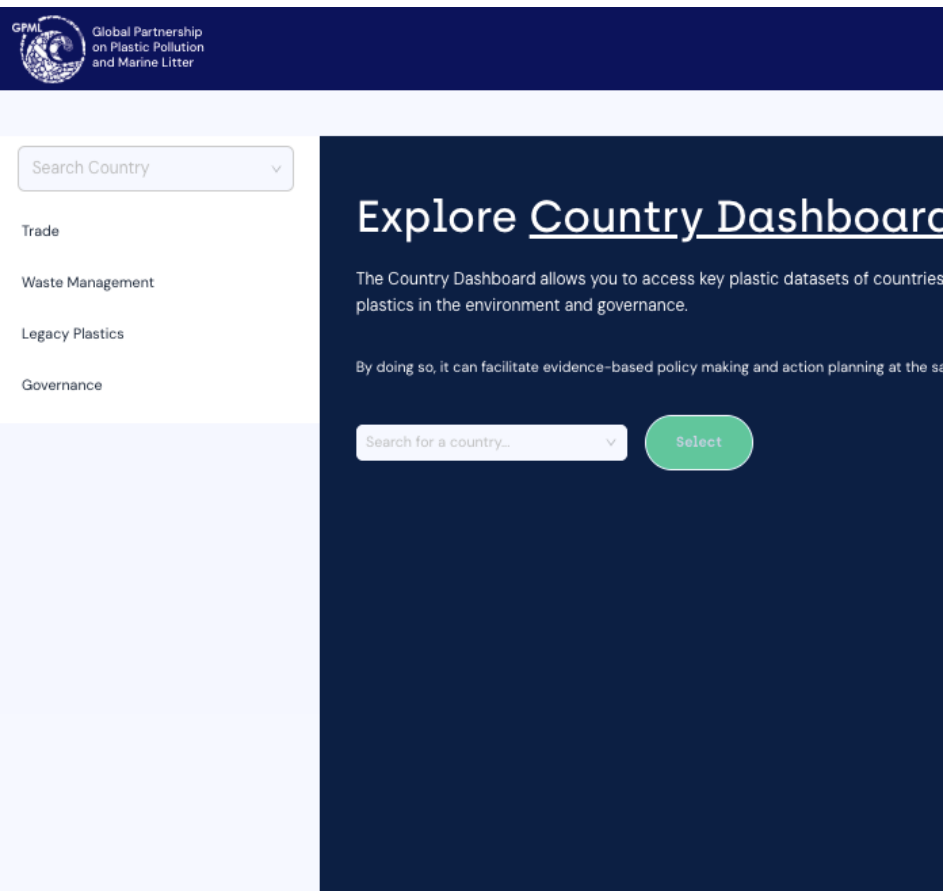 GPML
Global Partnership
on Plastic Pollution
and Marine Litter
Search Country
Trade
Waste Management
Legacy Plastics
Governance
Explore Country Dashboard
The Country Dashboard allows you to access key plastic datasets of countries
plastics in the environment and governance.
By doing so, it can facilitate evidence-based policy making and action planning at the
Search for a country...
Select